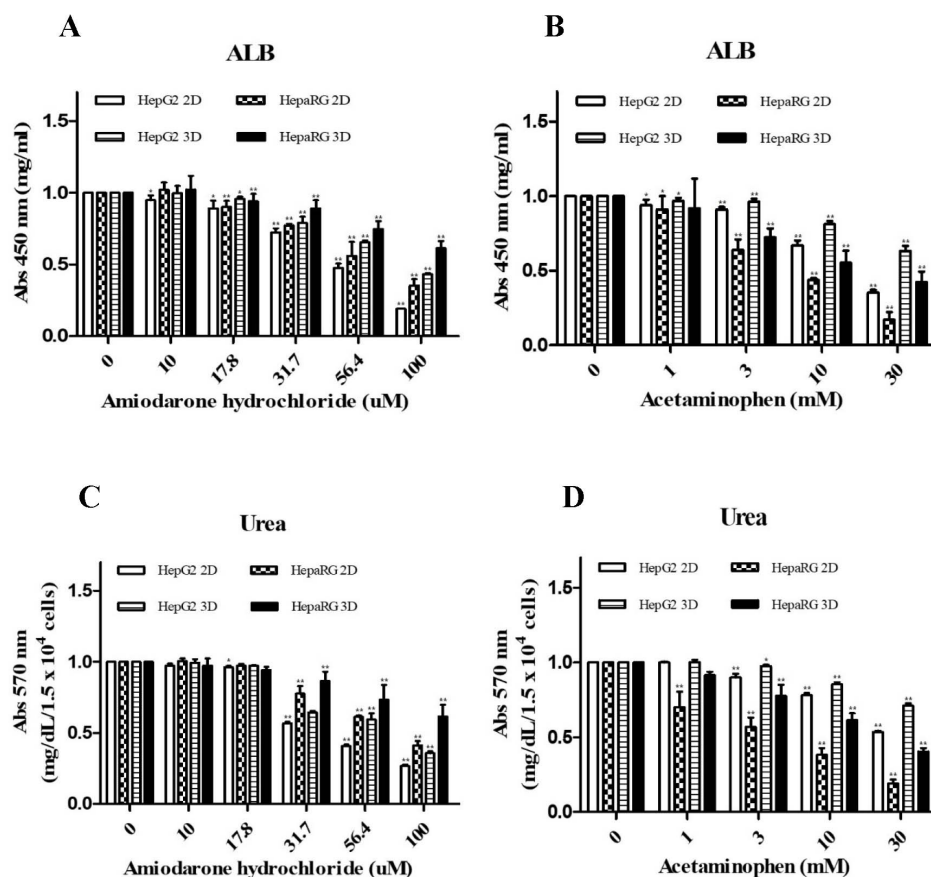 A
ALB
HepG2 2D HepaRG 2D
HepG2 3D HepaRG 3D
Abs 450 nm (mg/ml)
1.5
1.0
0.5
0.0
* * ** * ** ** ** ** ** ** ** ** ** ** ** ** **
0 10 17.8 31.7 56.4 100
Amiodarone hydrochloride (uM)
B
ALB
HepG2 2D HepaRG 2D
HepG2 3D HepaRG 3D
Abs 450 nm (mg/ml)
1.5
1.0
0.5
0.0
* * * ** ** ** ** ** ** ** ** ** ** ** **
0 1 3 10 30
Acetaminophen (mM)
C
Urea
HepG2 2D HepaRG 2D
HepG2 3D HepaRG 3D
Abs 570 nm
(mg/dL/1.5 x 10⁴ cells)
1.5
1.0
0.5
0.0
* ** ** ** ** ** ** ** ** ** ** **
0 10 17.8 31.7 56.4 100
Amiodarone hydrochloride (uM)
D
Urea
HepG2 2D HepaRG 2D
HepG2 3D HepaRG 3D
Abs 570 nm
(mg/dL/1.5 x 10⁴ cells)
1.5
1.0
0.5
0.0
** ** ** * ** ** ** ** ** ** ** ** **
0 1 3 10 30
Acetaminophen (mM)